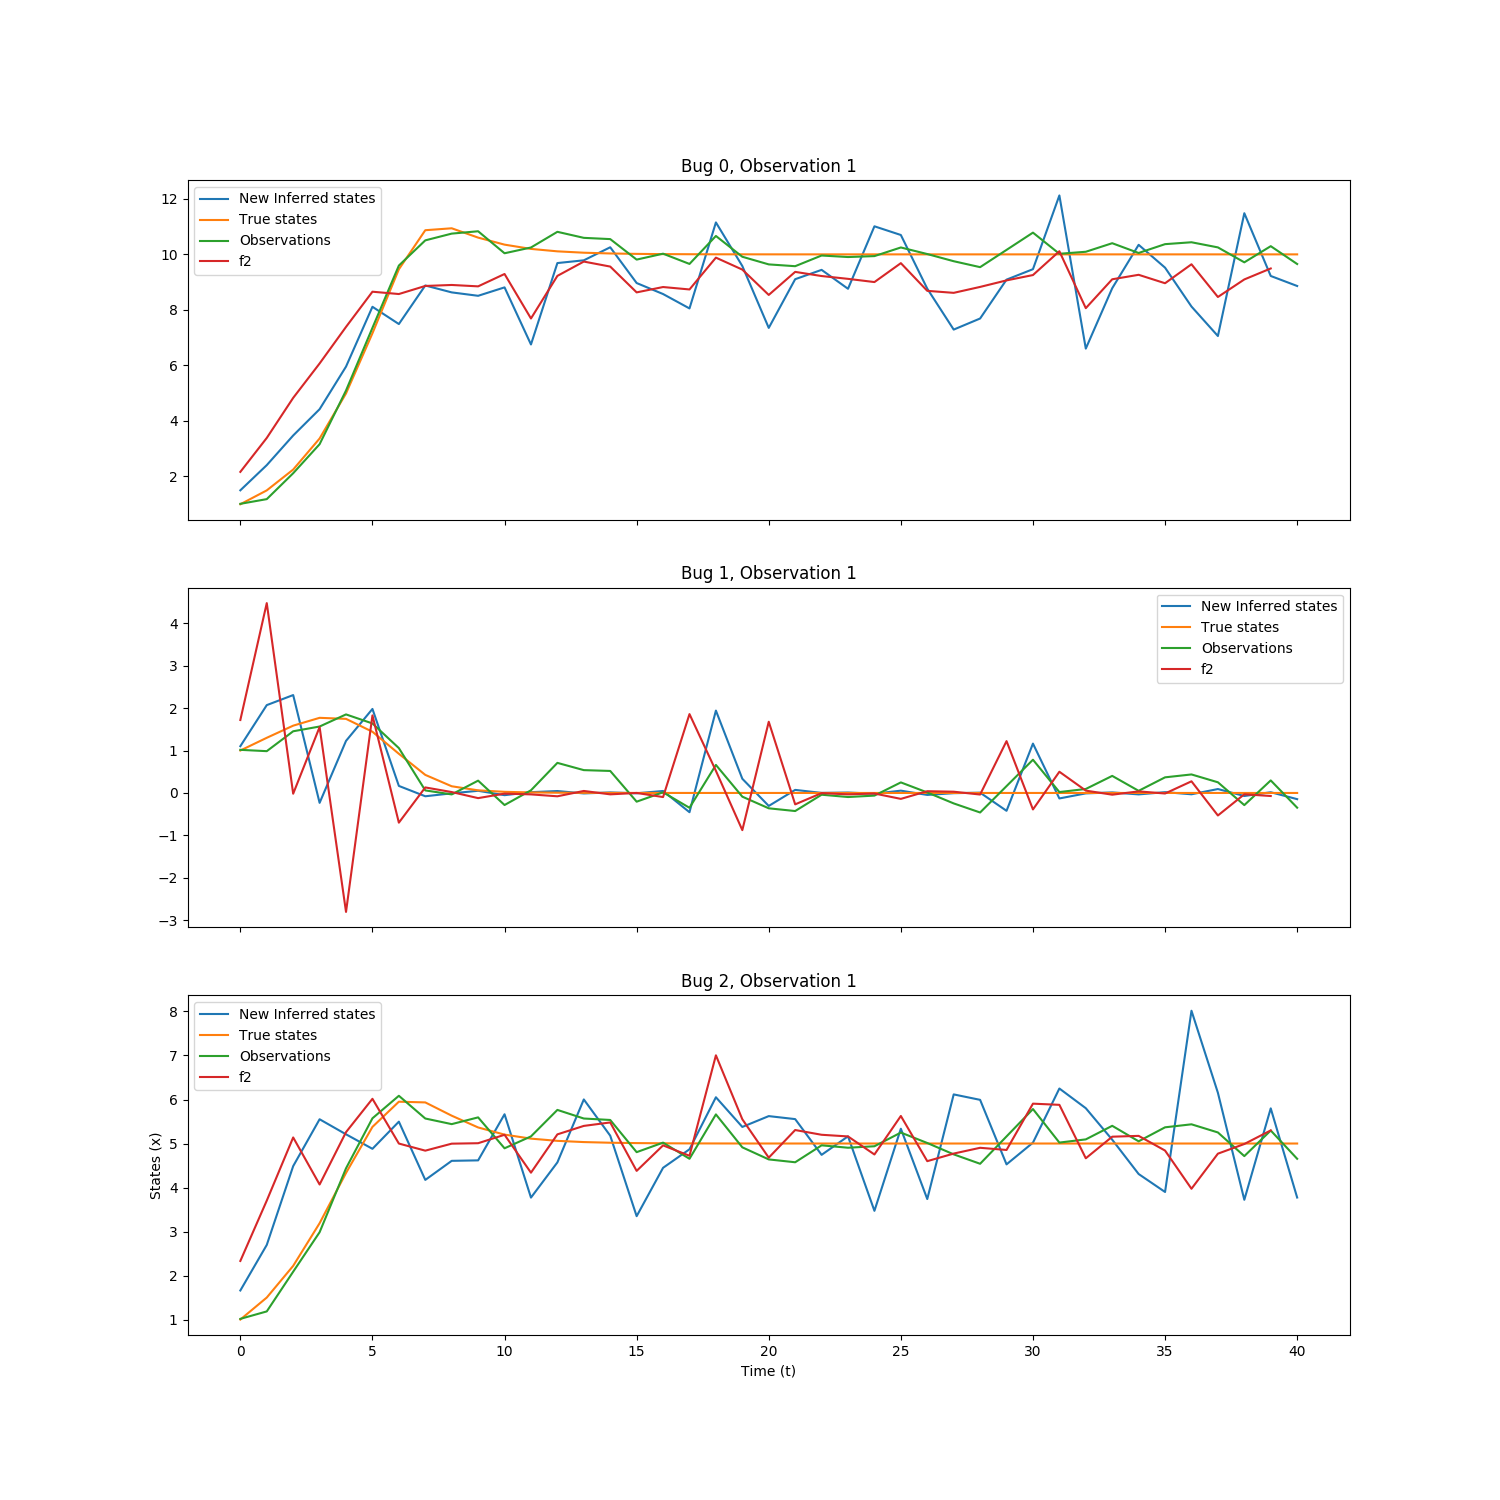 Bug 0, Observation 1
12
10
8
6
4
2
New Inferred states
True states
Observations
f2
Bug 1, Observation 1
4
3
2
1
0
−1
−2
−3
New Inferred states
True states
Observations
f2
Bug 2, Observation 1
8
7
6
5
4
3
2
1
New Inferred states
True states
Observations
f2
States (x)
0 5 10 15 20 25 30 35 40
Time (t)